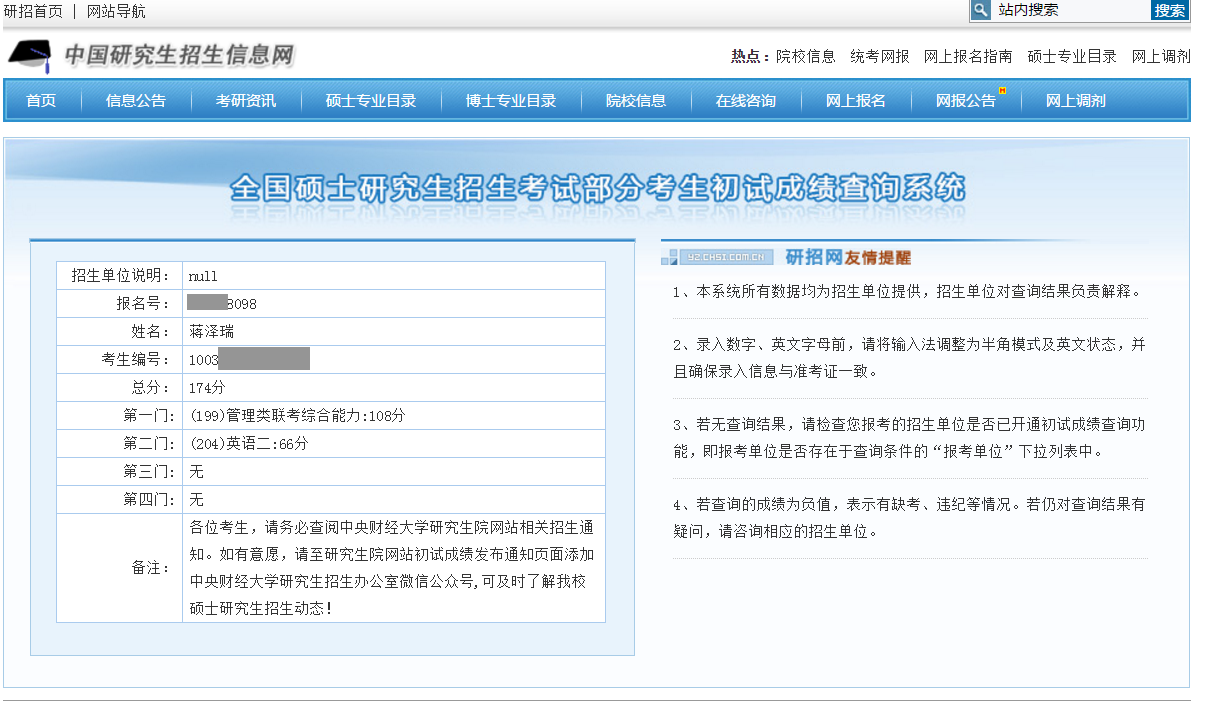 研招首页 | 网站导航
站内搜索 搜索
中国研究生招生信息网
热点：院校信息 统考网报 网上报名指南 硕士专业目录 网上调剂
首页 信息公告 考研资讯 硕士专业目录 博士专业目录 院校信息 在线咨询 网上报名 网报公告 H 网上调剂
全国硕士研究生招生考试部分考生初试成绩查询系统
招生单位说明： null
报名号： 8098
姓名： 蒋泽瑞
考生编号： 1003
总分： 174分
第一门： (199)管理类联考综合能力:108分
第二门： (204)英语二:66分
第三门： 无
第四门： 无
备注： 各位考生，请务必查阅中央财经大学研究生院网站相关招生通
知。如有意愿，请至研究生院网站初试成绩发布通知页面添加
中央财经大学研究生招生办公室微信公众号,可及时了解我校
硕士研究生招生动态！
YZ.CHSI.COM.CN 研招网友情提醒
1、本系统所有数据均为招生单位提供，招生单位对查询结果负责解释。
2、录入数字、英文字母前，请将输入法调整为半角模式及英文状态，并
且确保录入信息与准考证一致。
3、若无查询结果，请检查您报考的招生单位是否已开通初试成绩查询功
能，即报考单位是否存在于查询条件的“报考单位”下拉列表中。
4、若查询的成绩为负值，表示有缺考、违纪等情况。若仍对查询结果有
疑问，请咨询相应的招生单位。